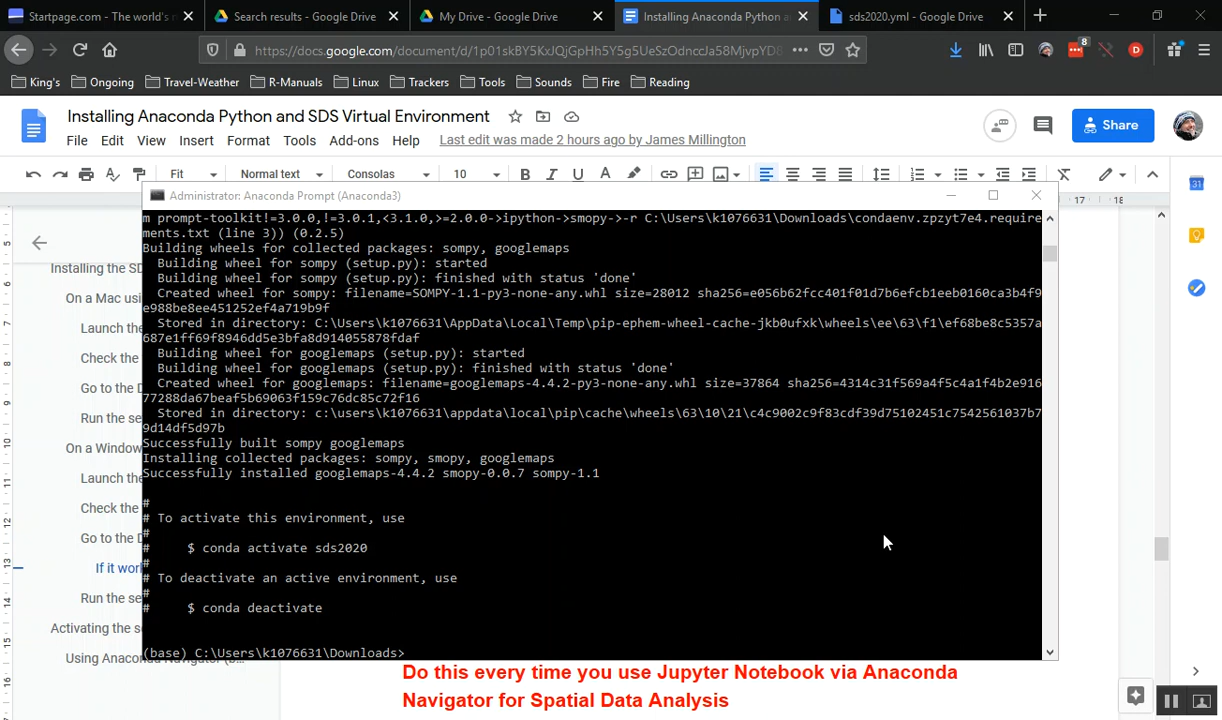 Startpage.com - The world's m
Search results - Google Drive
My Drive - Google Drive
Installing Anaconda Python an
sds2020.yml - Google Drive
https://docs.google.com/document/d/1p01skBY5KxJQjGpHh5Y5g5UeSzOdnccJa58MjvpYD8
8
D
King's
Ongoing
Travel-Weather
R-Manuals
Linux
Trackers
Tools
Sounds
Fire
Reading
Installing Anaconda Python and SDS Virtual Environment
File Edit View Insert Format Tools Add-ons Help Last edit was made 2 hours ago by James Millington
Share
Fit Normal text Consolas 10 B I U A
17 18
Administrator: Anaconda Prompt (Anaconda3)
m prompt-toolkit!=3.0.0,!=3.0.1,<3.1.0,>=2.0.0->ipython->smopy->-r C:\Users\k1076631\Downloads\condaenv.zpzyt7e4.require
ments.txt (line 3)) (0.2.5)
Building wheels for collected packages: sompy, googlemaps
Building wheel for sompy (setup.py): started
Building wheel for sompy (setup.py): finished with status 'done'
Created wheel for sompy: filename=SOMPY-1.1-py3-none-any.whl size=28012 sha256=e056b62fcc401f01d7b6efcb1eeb0160ca3b4f9
e988be8ee451252ef4a719b9f
Stored in directory: C:\Users\k1076631\AppData\Local\Temp\pip-ephem-wheel-cache-jkb0ufxk\wheels\ee\63\f1\ef68be8c5357a
687e1ff69f8946dd5e3bfa8d914055878fdaf
Building wheel for googlemaps (setup.py): started
Building wheel for googlemaps (setup.py): finished with status 'done'
Created wheel for googlemaps: filename=googlemaps-4.4.2-py3-none-any.whl size=37864 sha256=4314c31f569a4f5c4a1f4b2e916
77288da67beaf5b69063f159c76dc85c72f16
Stored in directory: c:\users\k1076631\appdata\local\pip\cache\wheels\63\10\21\c4c9002c9f83cdf39d75102451c7542561037b7
9d14df5d97b
Successfully built sompy googlemaps
Installing collected packages: sompy, smopy, googlemaps
Successfully installed googlemaps-4.4.2 smopy-0.0.7 sompy-1.1
#
# To activate this environment, use
#
# $ conda activate sds2020
#
# To deactivate an active environment, use
#
# $ conda deactivate
(base) C:\Users\k1076631\Downloads>
Installing the SD
On a Mac usin
Launch the
Check the
Go to the D
Run the se
On a Window
Launch the
Check the
Go to the D
If it wor
Run the se
Activating the s
Using Anaconda Navigator (b...
31
Do this every time you use Jupyter Notebook via Anaconda
Navigator for Spatial Data Analysis